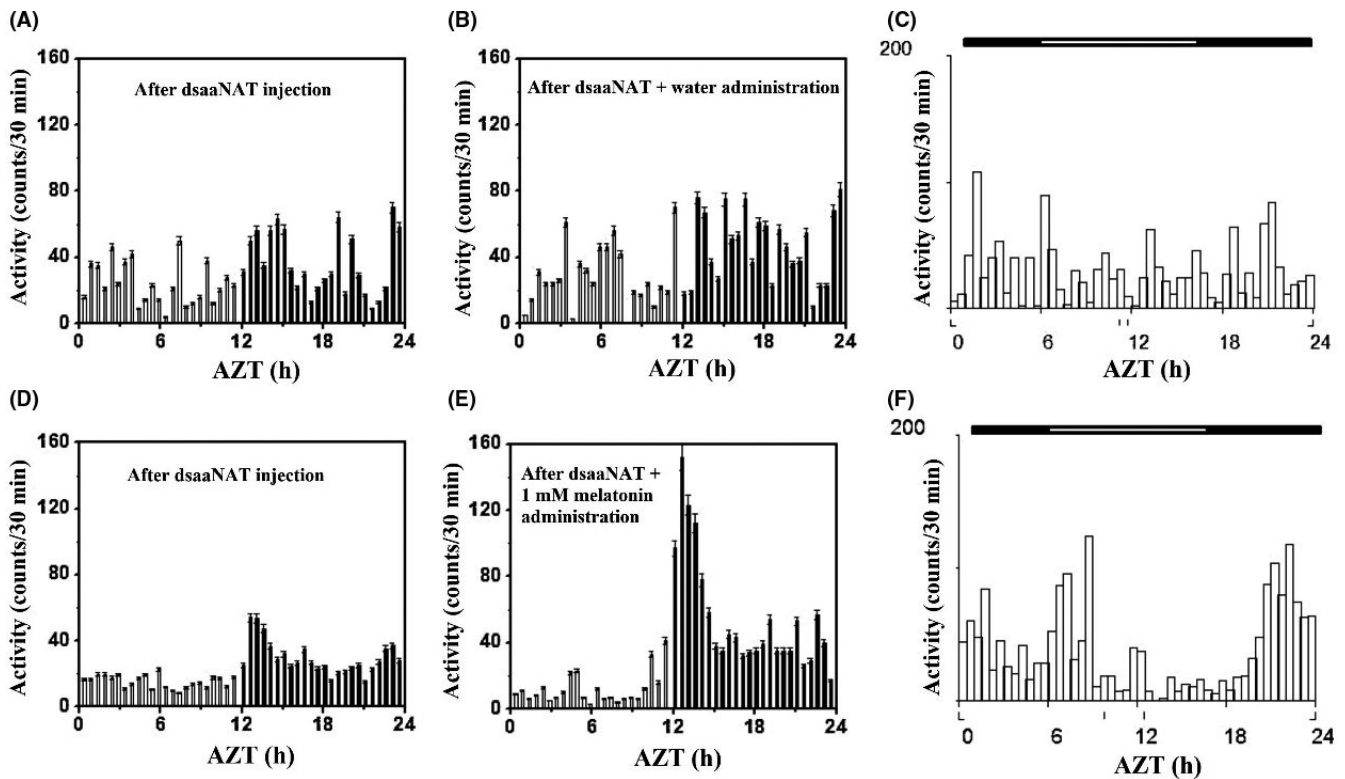 (A)
160
120
80
40
0
Activity (counts/30 min)
After dsaaNAT injection
0 6 12 18 24
AZT (h)
(B)
160
120
80
40
0
Activity (counts/30 min)
After dsaaNAT + water administration
0 6 12 18 24
AZT (h)
(C)
200
Activity (counts/30 min)
0 6 12 18 24
AZT (h)
(D)
160
120
80
40
0
Activity (counts/30 min)
After dsaaNAT injection
0 6 12 18 24
AZT (h)
(E)
160
120
80
40
0
Activity (counts/30 min)
After dsaaNAT +
1 mM melatonin
administration
0 6 12 18 24
AZT (h)
(F)
200
Activity (counts/30 min)
0 6 12 18 24
AZT (h)